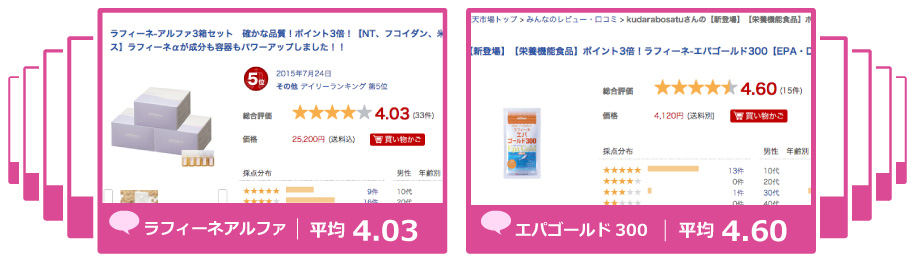 ラフィーネ-アルファ3箱セット 確かな品質！ポイント3倍！【NT、フコイダン、米
ス】ラフィーネαが成分も容器もパワーアップしました！！
5位
2015年7月24日
その他 デイリーランキング 第5位
総合評価 ★★★★★ 4.03 (33件)
価格 25,200円 (送料込) 買い物かご
採点分布 男性 年齢別
★★★★★ 9件 10代
★★★★ 16件 20代
ラフィーネアルファ 平均 4.03
天市場トップ > みんなのレビュー・口コミ > kudarabosatuさんの【新登場】【栄養機能食品】ポ
【新登場】【栄養機能食品】ポイント3倍！ラフィーネ-エパゴールド300【EPA・D
ラフィーネ
エパ
ゴールド300
総合評価 ★★★★★ 4.60 (15件)
価格 4,120円 (送料別) 買い物かご
採点分布 男性 年齢別
★★★★★ 13件 10代
★★★★ 0件 20代
★★★ 1件 30代
★★ 0件 40代
エパゴールド 300 平均 4.60